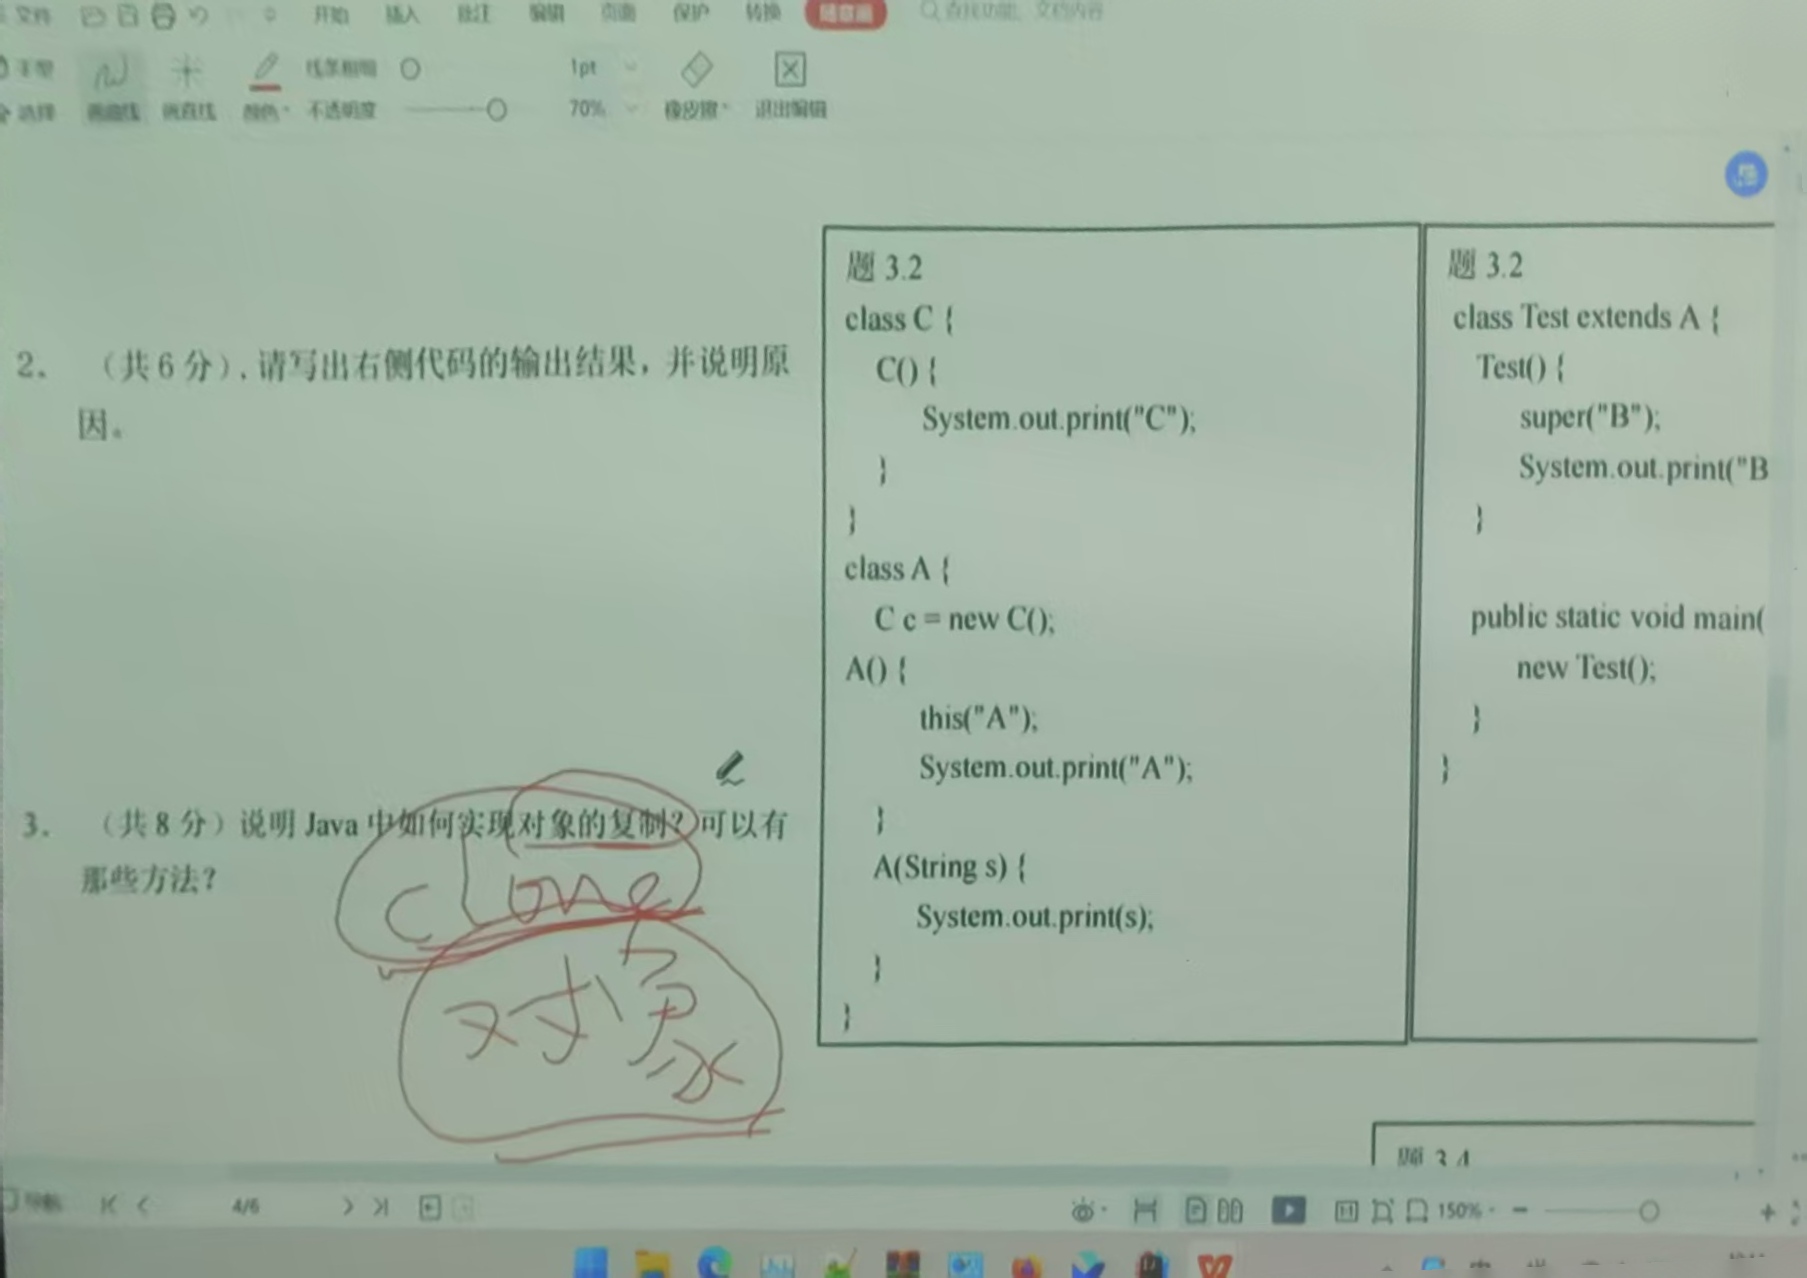 文件 开始 插入 批注 编辑 页面 保护 转换 随意画 查找功能、文档内容
手型 线条粗细 1pt
选择 画曲线 画直线 颜色 不透明度 70% 橡皮擦 退出编辑
2. （共 6 分）. 请写出右侧代码的输出结果，并说明原
因。
3. （共 8 分）说明 Java 中如何实现对象的复制？可以有
那些方法？
clone
对象
题 3.2
class C {
C() {
System.out.print("C");
}
}
class A {
C c = new C();
A() {
this("A");
System.out.print("A");
}
A(String s) {
System.out.print(s);
}
}
题 3.2
class Test extends A {
Test() {
super("B");
System.out.print("B
}
public static void main(
new Test();
}
}
题 3.4
导航 4/6 150%